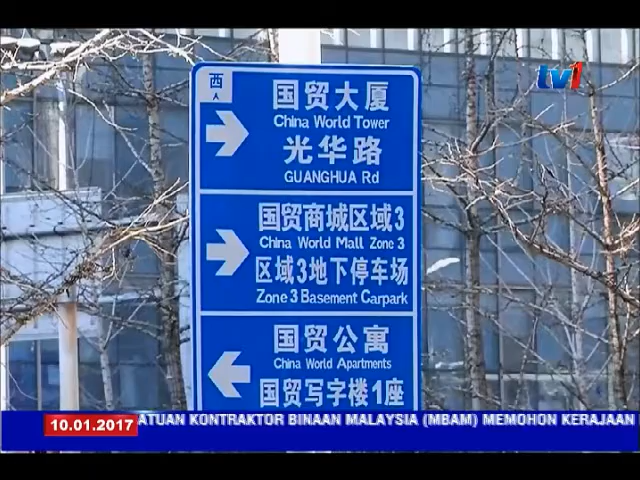 西
tv1
国贸大厦
China World Tower
光华路
GUANGHUA Rd
国贸商城区域3
China World Mall Zone 3
区域3地下停车场
Zone 3 Basement Carpark
国贸公寓
China World Apartments
国贸写字楼1座
10.01.2017
ATUAN KONTRAKTOR BINAAN MALAYSIA (MBAM) MEMOHON KERAJAAN